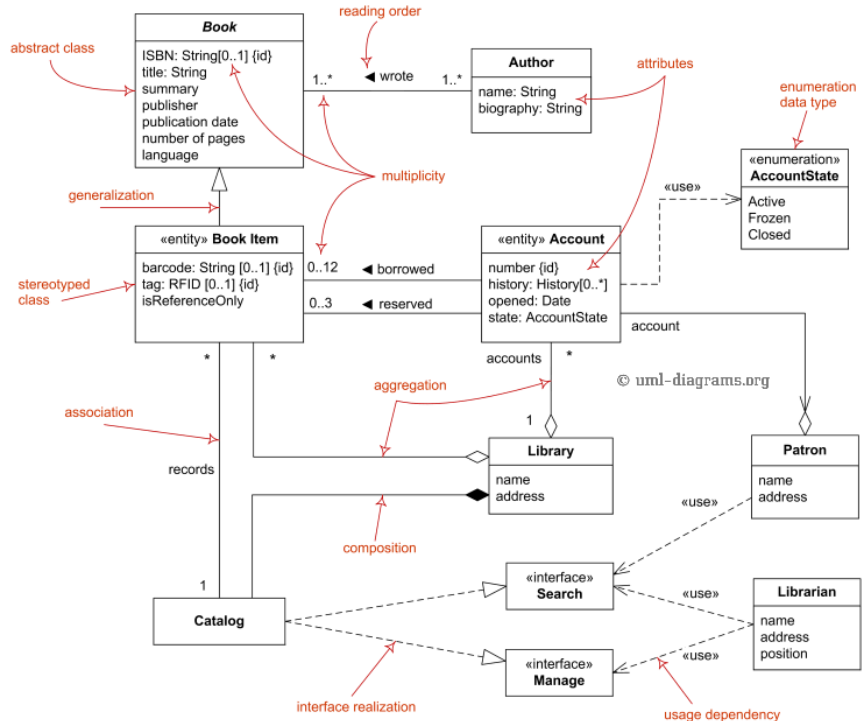 Book
reading order
abstract class
ISBN: String[0..1] {id}
title: String
summary
publisher
publication date
number of pages
language
1..*
◄ wrote
1..*
Author
name: String
biography: String
attributes
enumeration
data type
multiplicity
generalization
«use»
«enumeration»
AccountState
Active
Frozen
Closed
«entity» Book Item
barcode: String [0..1] {id}
tag: RFID [0..1] {id}
isReferenceOnly
stereotyped
class
0..12
◄ borrowed
0..3
◄ reserved
«entity» Account
number {id}
history: History[0..*]
opened: Date
state: AccountState
account
*
*
accounts
*
© uml-diagrams.org
aggregation
association
1
records
Library
name
address
Patron
name
address
composition
«use»
1
Catalog
«interface»
Search
«use»
«use»
Librarian
name
address
position
«interface»
Manage
interface realization
usage dependency